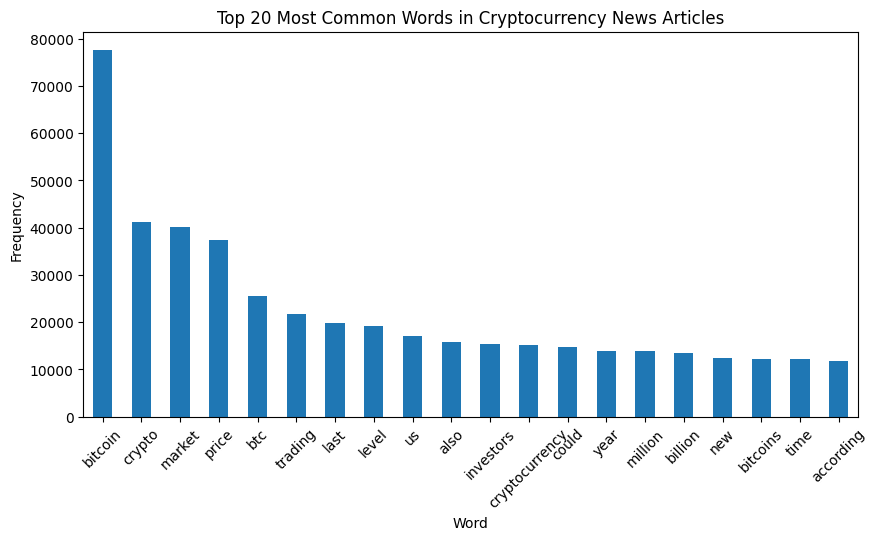 Top 20 Most Common Words in Cryptocurrency News Articles
80000
70000
60000
50000
40000
30000
20000
10000
0
Frequency
bitcoin
crypto
market
price
btc
trading
last
level
us
also
investors
cryptocurrency
could
year
million
billion
new
bitcoins
time
according
Word